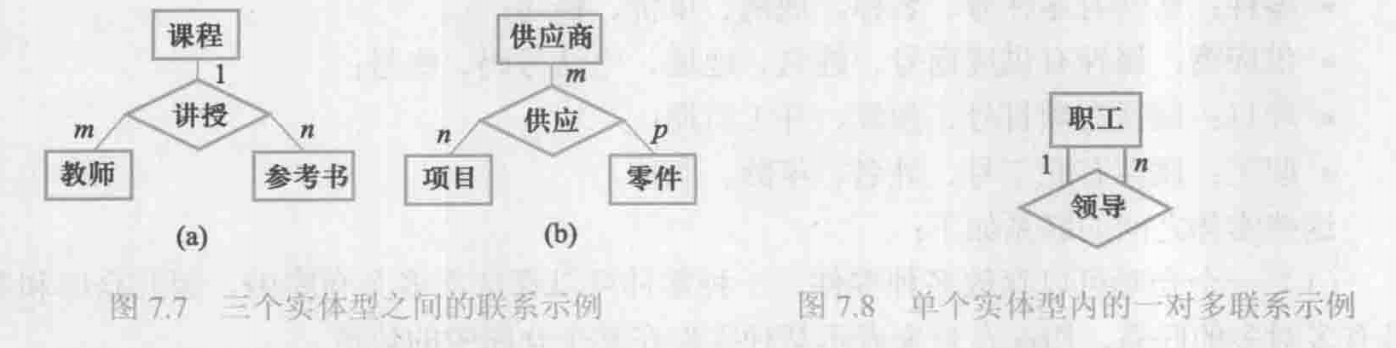 课程
1
讲授
m
n
教师
参考书
(a)
供应商
m
供应
n
p
项目
零件
(b)
图 7.7 三个实体型之间的联系示例
职工
1
n
领导
图 7.8 单个实体型内的一对多联系示例